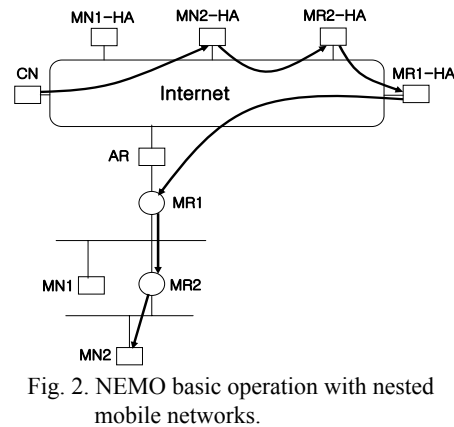 MN1-HA
MN2-HA
MR2-HA
CN
MR1-HA
Internet
AR
MR1
MN1
MR2
MN2
Fig. 2. NEMO basic operation with nested
mobile networks.